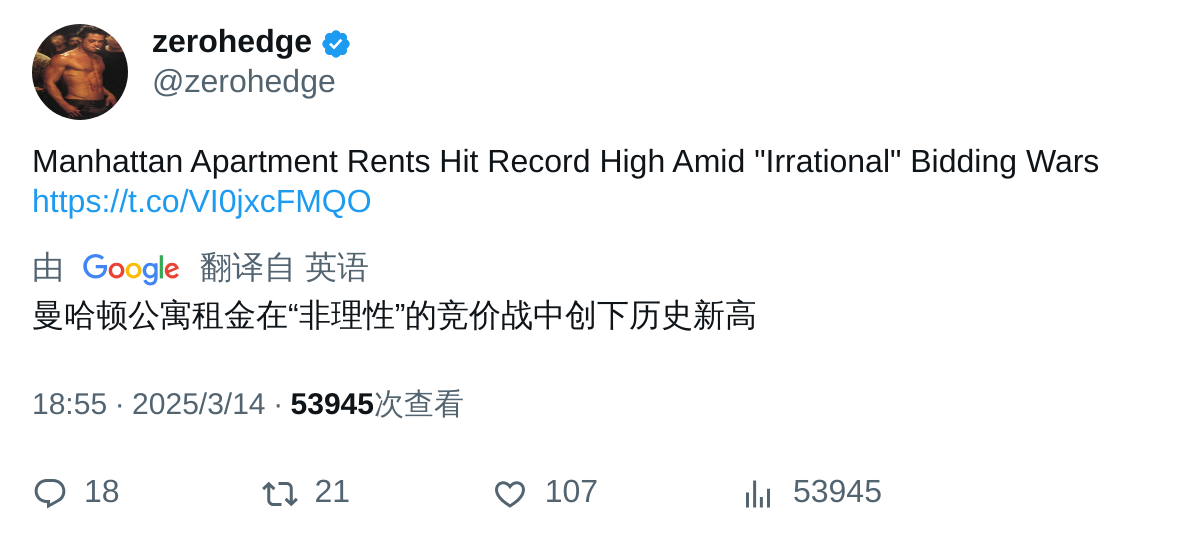 zerohedge
@zerohedge
Manhattan Apartment Rents Hit Record High Amid "Irrational" Bidding Wars
https://t.co/VI0jxcFMQO
由 Google 翻译自 英语
曼哈顿公寓租金在“非理性”的竞价战中创下历史新高
18:55 · 2025/3/14 · 53945次查看
18 21 107 53945